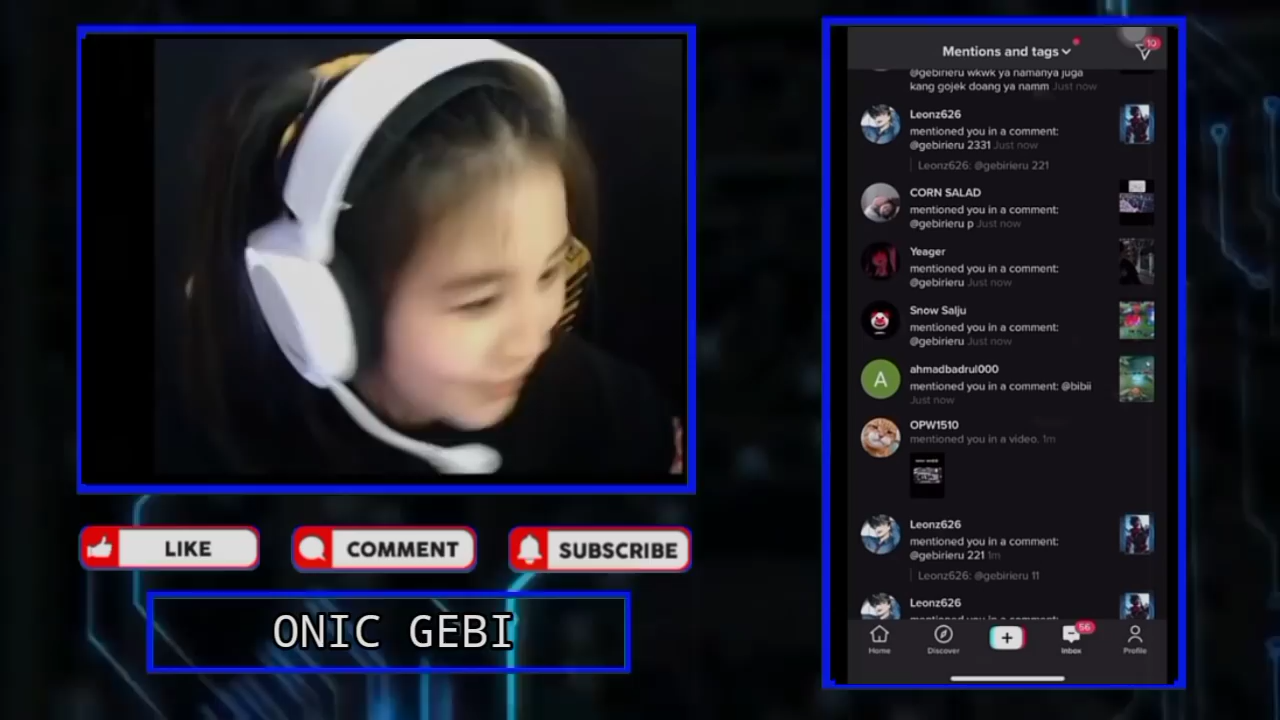 Mentions and tags
10
@gebirieru wkwk ya namanya juga
kang gojek doang ya namm Just now
Leonz626
mentioned you in a comment:
@gebirieru 2331 Just now
Leonz626: @gebirieru 221
CORN SALAD
mentioned you in a comment:
@gebirieru p Just now
Yeager
mentioned you in a comment:
@gebirieru Just now
Snow Salju
mentioned you in a comment:
@gebirieru Just now
A
ahmadbadrul000
mentioned you in a comment: @bibii
Just now
OPW1510
mentioned you in a video. 1m
Leonz626
mentioned you in a comment:
@gebirieru 221 1m
Leonz626: @gebirieru 11
Leonz626
Home
Discover
56
Inbox
Profile
LIKE
COMMENT
SUBSCRIBE
ONIC GEBI